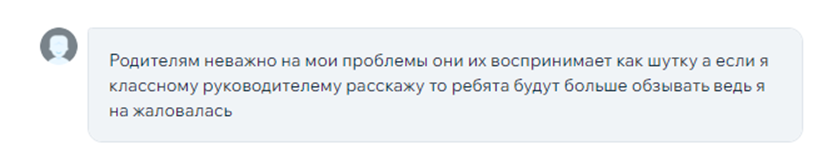 Родителям неважно на мои проблемы они их воспринимает как шутку а если я
классному руководителему расскажу то ребята будут больше обзывать ведь я
на жаловалась